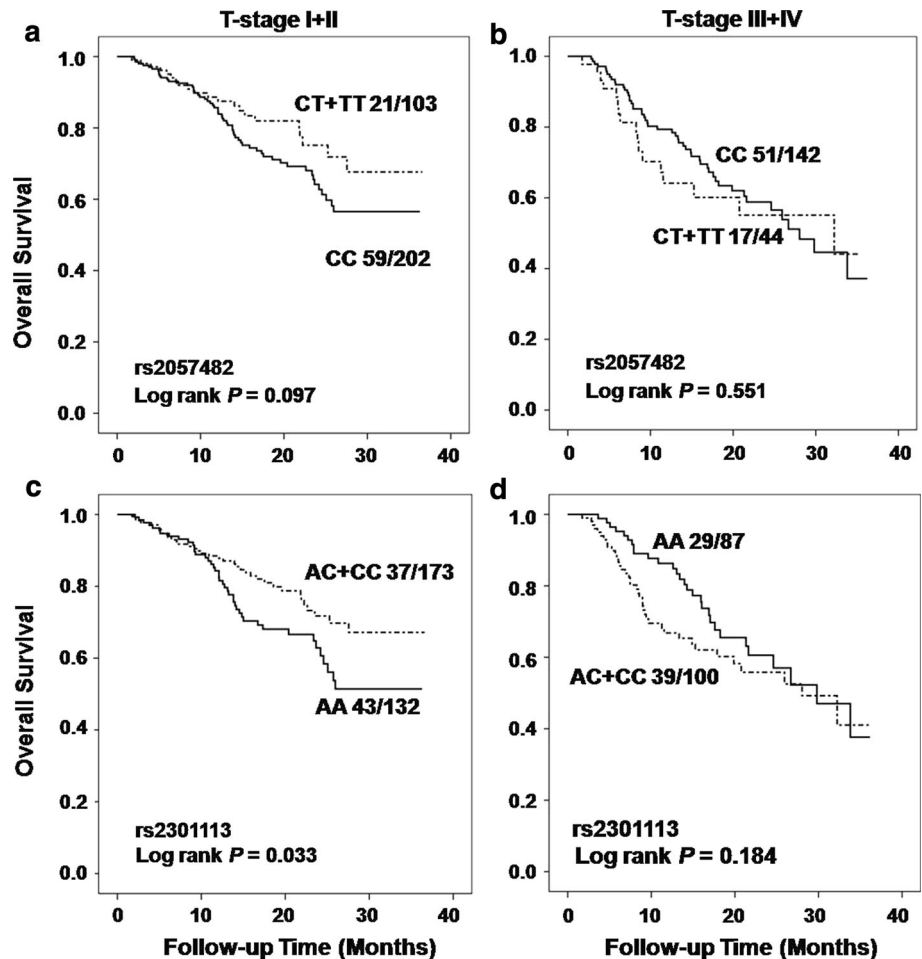 T-stage I+II
T-stage III+IV
a
1.0
0.8
0.6
0.4
0.2
0.0
Overall Survival
CT+TT 21/103
CC 59/202
rs2057482
Log rank P = 0.097
0 10 20 30 40
b
1.0
0.8
0.6
0.4
0.2
0.0
CC 51/142
CT+TT 17/44
rs2057482
Log rank P = 0.551
0 10 20 30 40
c
1.0
0.8
0.6
0.4
0.2
0.0
Overall Survival
AC+CC 37/173
AA 43/132
rs2301113
Log rank P = 0.033
0 10 20 30 40
Follow-up Time (Months)
d
1.0
0.8
0.6
0.4
0.2
0.0
AA 29/87
AC+CC 39/100
rs2301113
Log rank P = 0.184
0 10 20 30 40
Follow-up Time (Months)